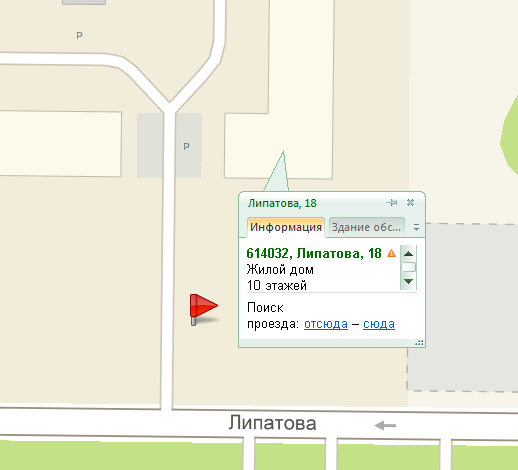 P
P
Липатова, 18
Информация Здание обс...
614032, Липатова, 18
Жилой дом
10 этажей
Поиск
проезда: отсюда – сюда
Липатова